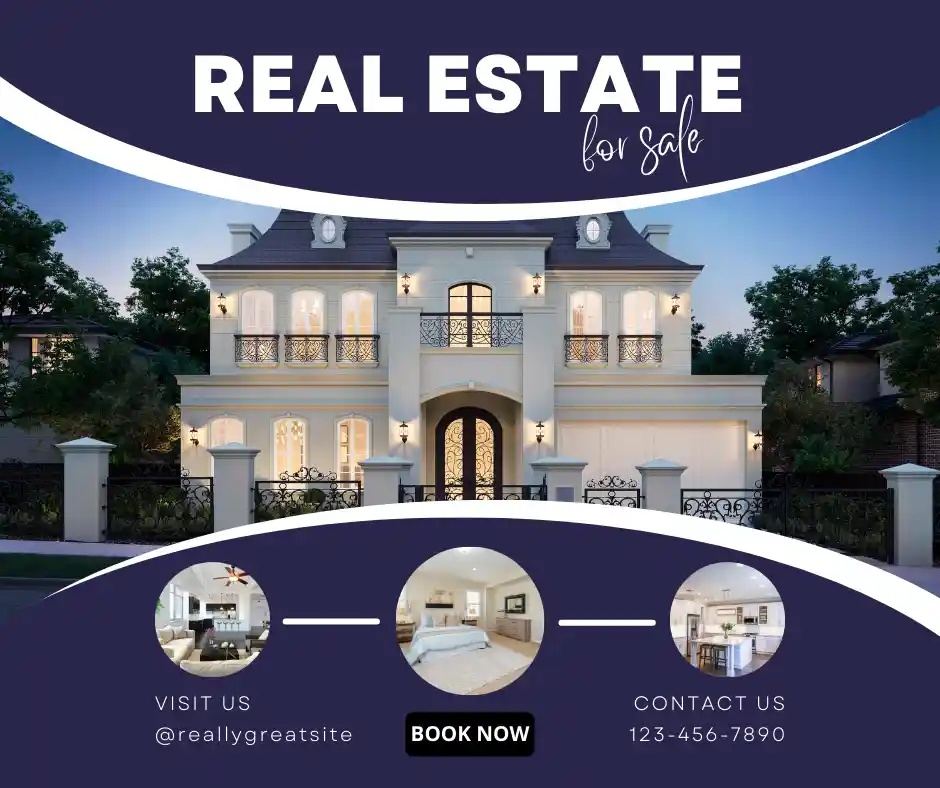 REAL ESTATE
for sale
VISIT US
@reallygreatsite
BOOK NOW
CONTACT US
123-456-7890